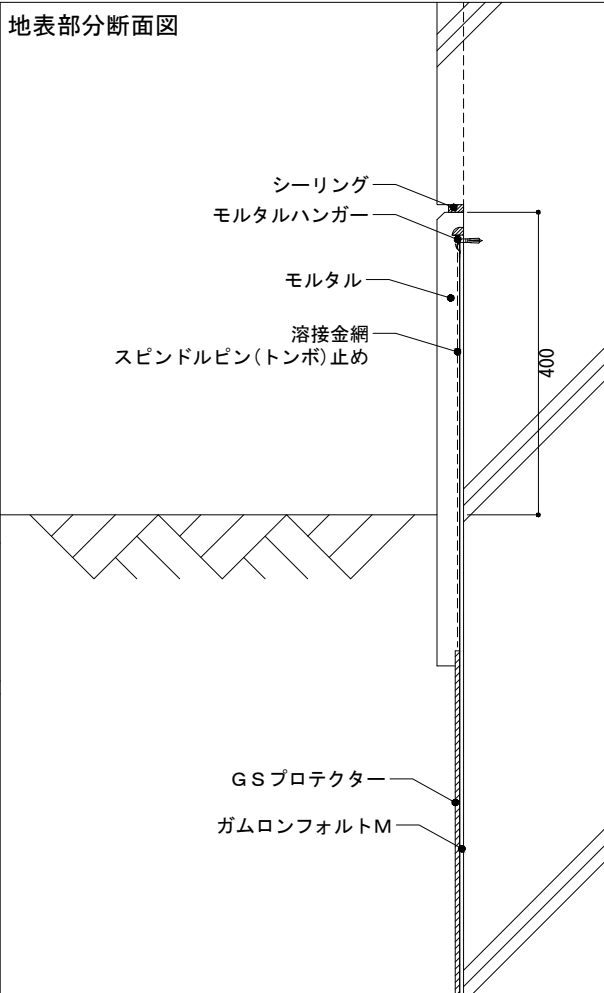 地表部分断面図
シーリング
モルタルハンガー
モルタル
溶接金網
スピンドルピン(トンボ)止め
400
GSプロテクター
ガムロンフォルトM